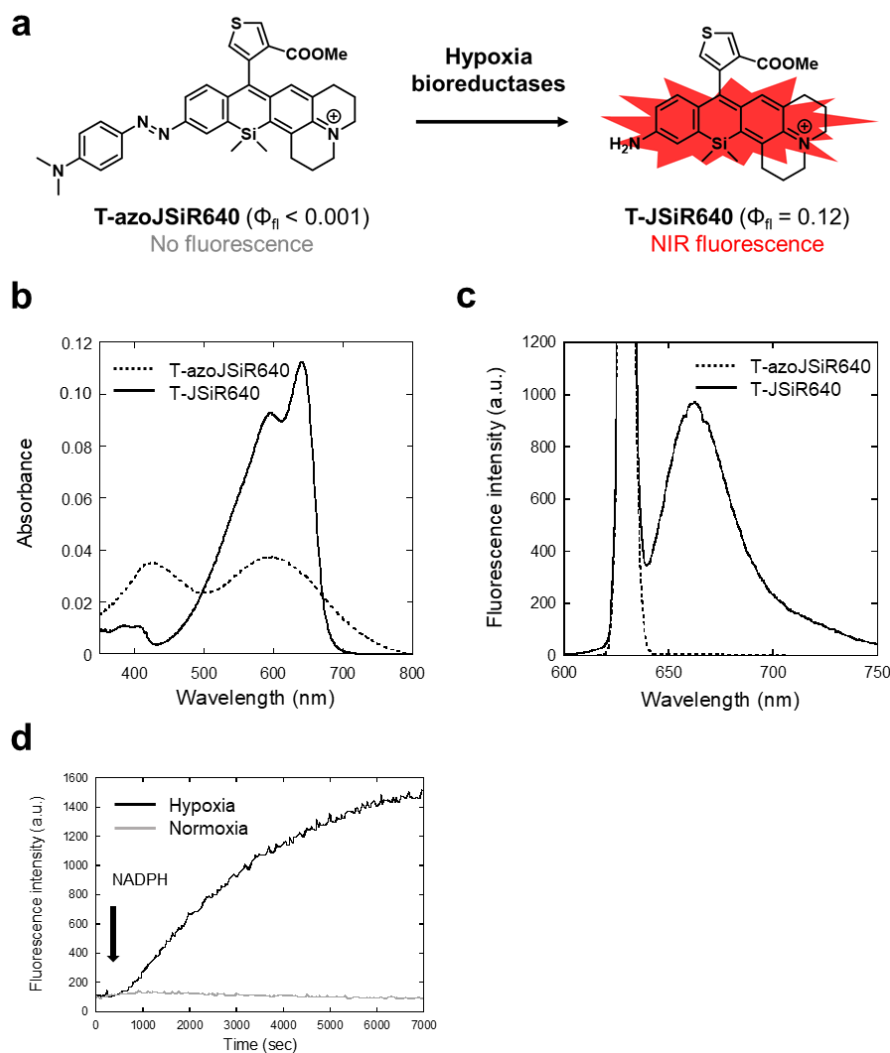 a
S
COOMe
N
N
N
Si
N
+
Hypoxia
bioreductases
S
COOMe
H2N
Si
N
+
T-azoJSiR640 (Φfl < 0.001)
No fluorescence
T-JSiR640 (Φfl = 0.12)
NIR fluorescence
b
0.12
0.10
0.08
0.06
0.04
0.02
0
Absorbance
T-azoJSiR640
T-JSiR640
400 500 600 700 800
Wavelength (nm)
c
1200
1000
800
600
400
200
0
Fluorescence intensity (a.u.)
T-azoJSiR640
T-JSiR640
600 650 700 750
Wavelength (nm)
d
1600
1400
1200
1000
800
600
400
200
0
Fluorescence intensity (a.u.)
Hypoxia
Normoxia
NADPH
0 1000 2000 3000 4000 5000 6000 7000
Time (sec)